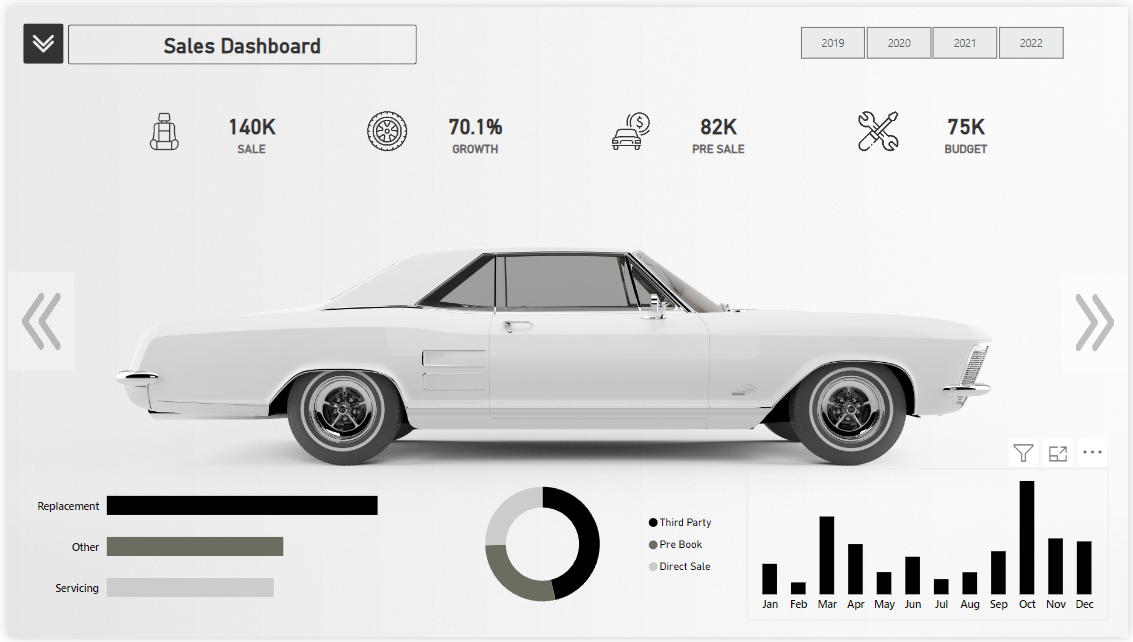 Sales Dashboard
2019
2020
2021
2022
140K
SALE
70.1%
GROWTH
82K
PRE SALE
75K
BUDGET
Replacement
Other
Servicing
Third Party
Pre Book
Direct Sale
Jan Feb Mar Apr May Jun Jul Aug Sep Oct Nov Dec